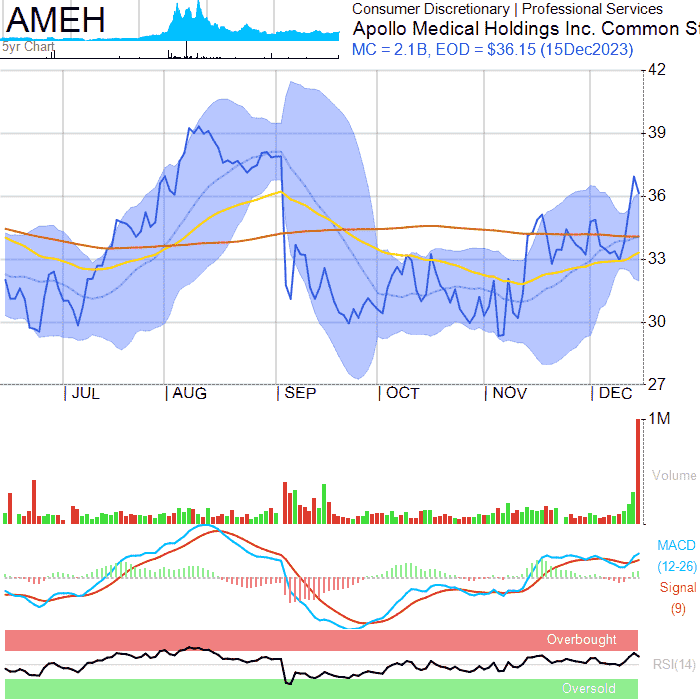 AMEH
Consumer Discretionary | Professional Services
Apollo Medical Holdings Inc. Common St
MC = 2.1B, EOD = $36.15 (15Dec2023)
5yr Chart
42
39
36
33
30
27
JUL AUG SEP OCT NOV DEC
1M
Volume
MACD
(12-26)
Signal
(9)
Overbought
RSI(14)
Oversold